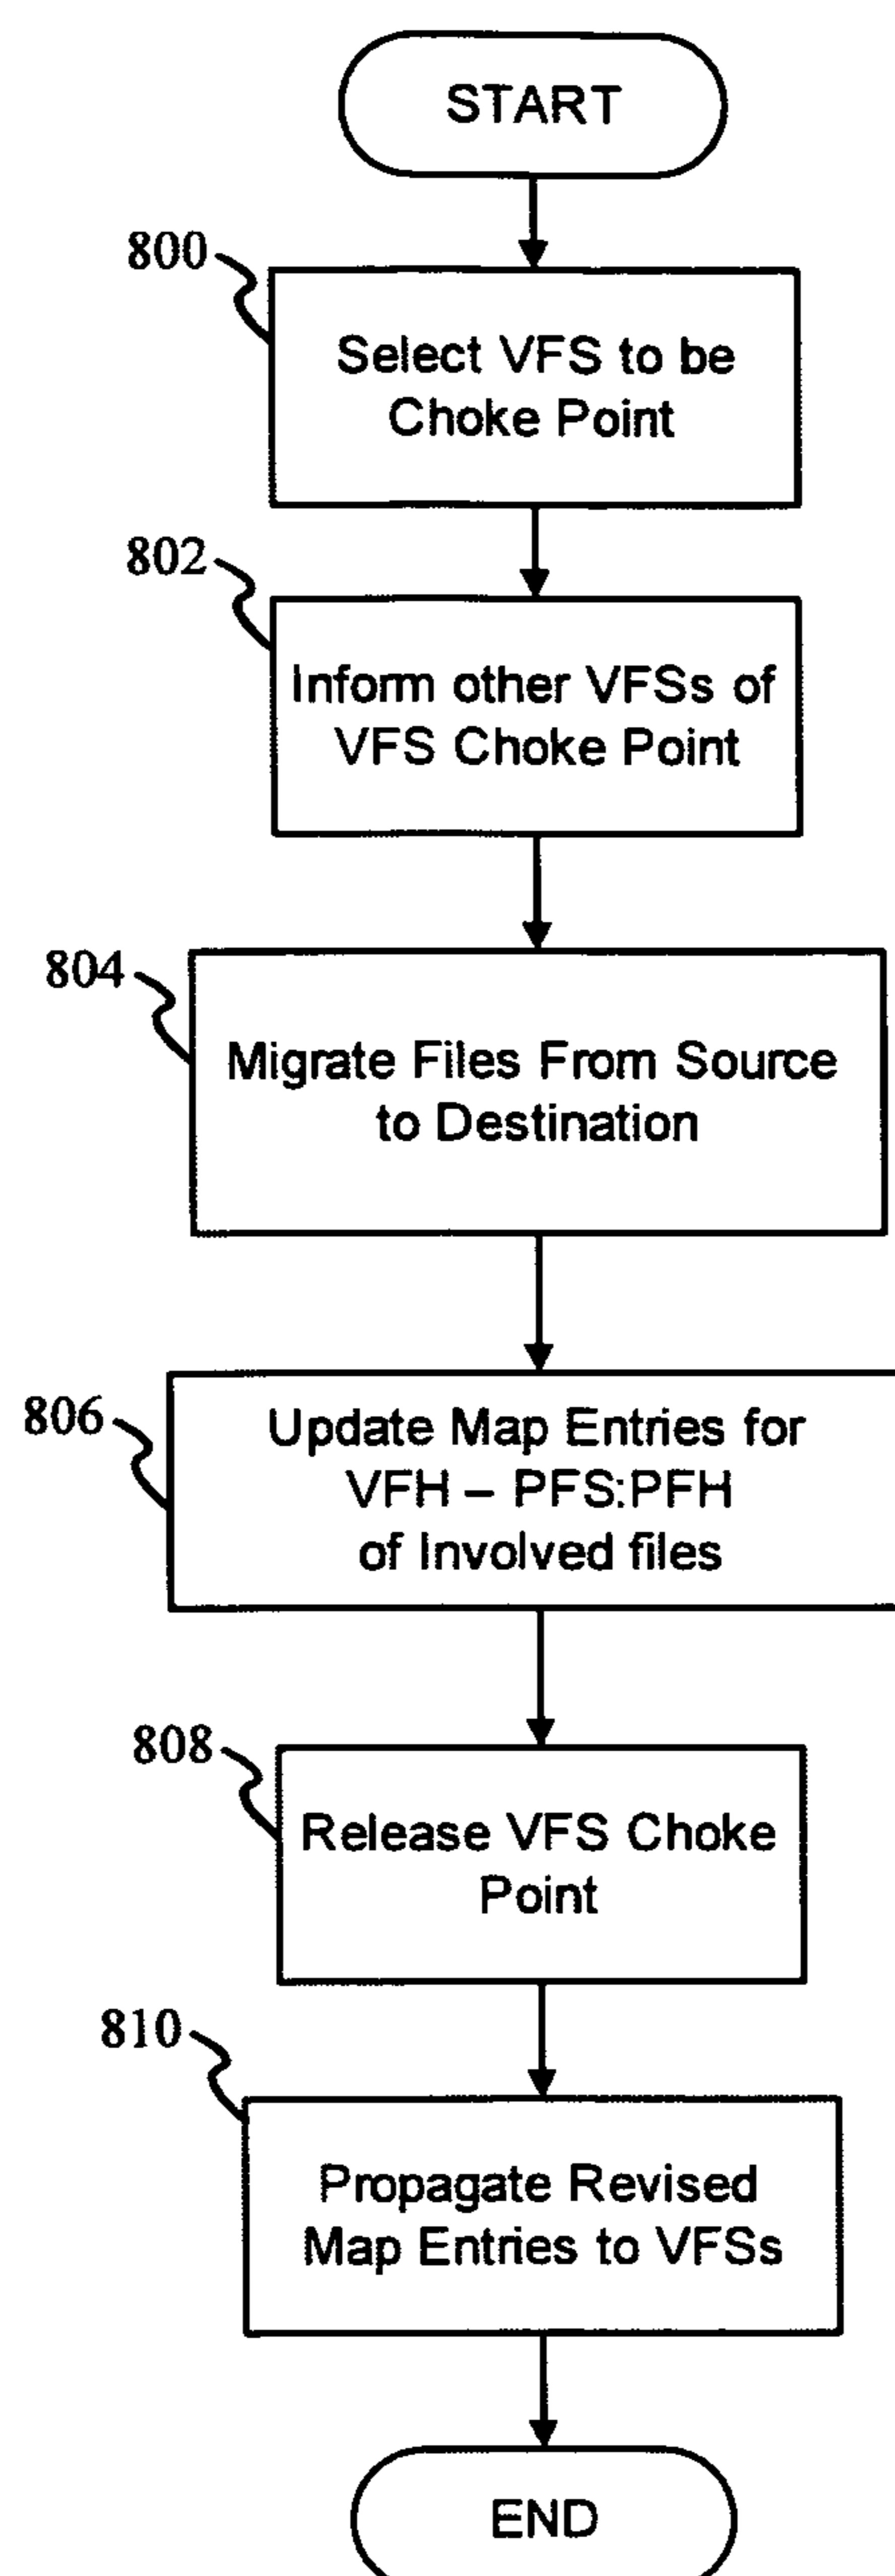 START
800
Select VFS to be
Choke Point
802
Inform other VFSs of
VFS Choke Point
804
Migrate Files From Source
to Destination
806
Update Map Entries for
VFH – PFS:PFH
of Involved files
808
Release VFS Choke
Point
810
Propagate Revised
Map Entries to VFSs
END